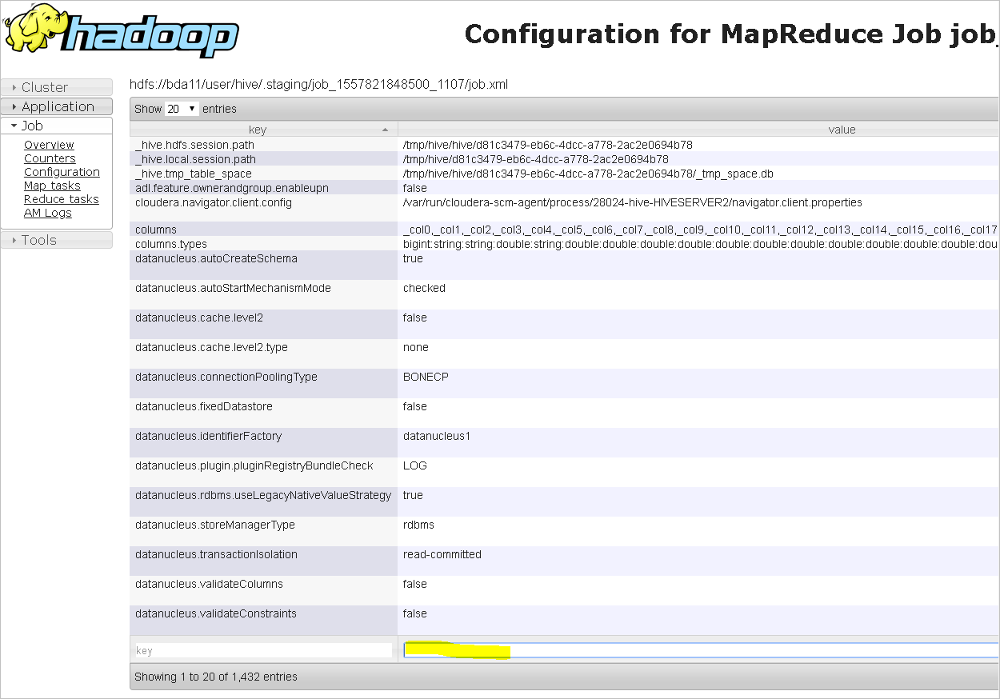 hadoop
Configuration for MapReduce Job job_
Cluster
Application
Job
Overview
Counters
Configuration
Map tasks
Reduce tasks
AM Logs
Tools
hdfs://bda11/user/hive/.staging/job_1557821848500_1107/job.xml
Show 20 entries
key value
_hive.hdfs.session.path /tmp/hive/hive/d81c3479-eb6c-4dcc-a778-2ac2e0694b78
_hive.local.session.path /tmp/hive/d81c3479-eb6c-4dcc-a778-2ac2e0694b78
_hive.tmp_table_space /tmp/hive/hive/d81c3479-eb6c-4dcc-a778-2ac2e0694b78/_tmp_space.db
adl.feature.ownerandgroup.enableupn false
cloudera.navigator.client.config /var/run/cloudera-scm-agent/process/28024-hive-HIVESERVER2/navigator.client.properties
columns _col0,_col1,_col2,_col3,_col4,_col5,_col6,_col7,_col8,_col9,_col10,_col11,_col12,_col13,_col14,_col15,_col16,_col17
columns.types bigint:string:string:double:string:double:double:double:double:double:double:double:double:double:double:double:dou
datanucleus.autoCreateSchema true
datanucleus.autoStartMechanismMode checked
datanucleus.cache.level2 false
datanucleus.cache.level2.type none
datanucleus.connectionPoolingType BONECP
datanucleus.fixedDatastore false
datanucleus.identifierFactory datanucleus1
datanucleus.plugin.pluginRegistryBundleCheck LOG
datanucleus.rdbms.useLegacyNativeValueStrategy true
datanucleus.storeManagerType rdbms
datanucleus.transactionIsolation read-committed
datanucleus.validateColumns false
datanucleus.validateConstraints false
key
Showing 1 to 20 of 1,432 entries